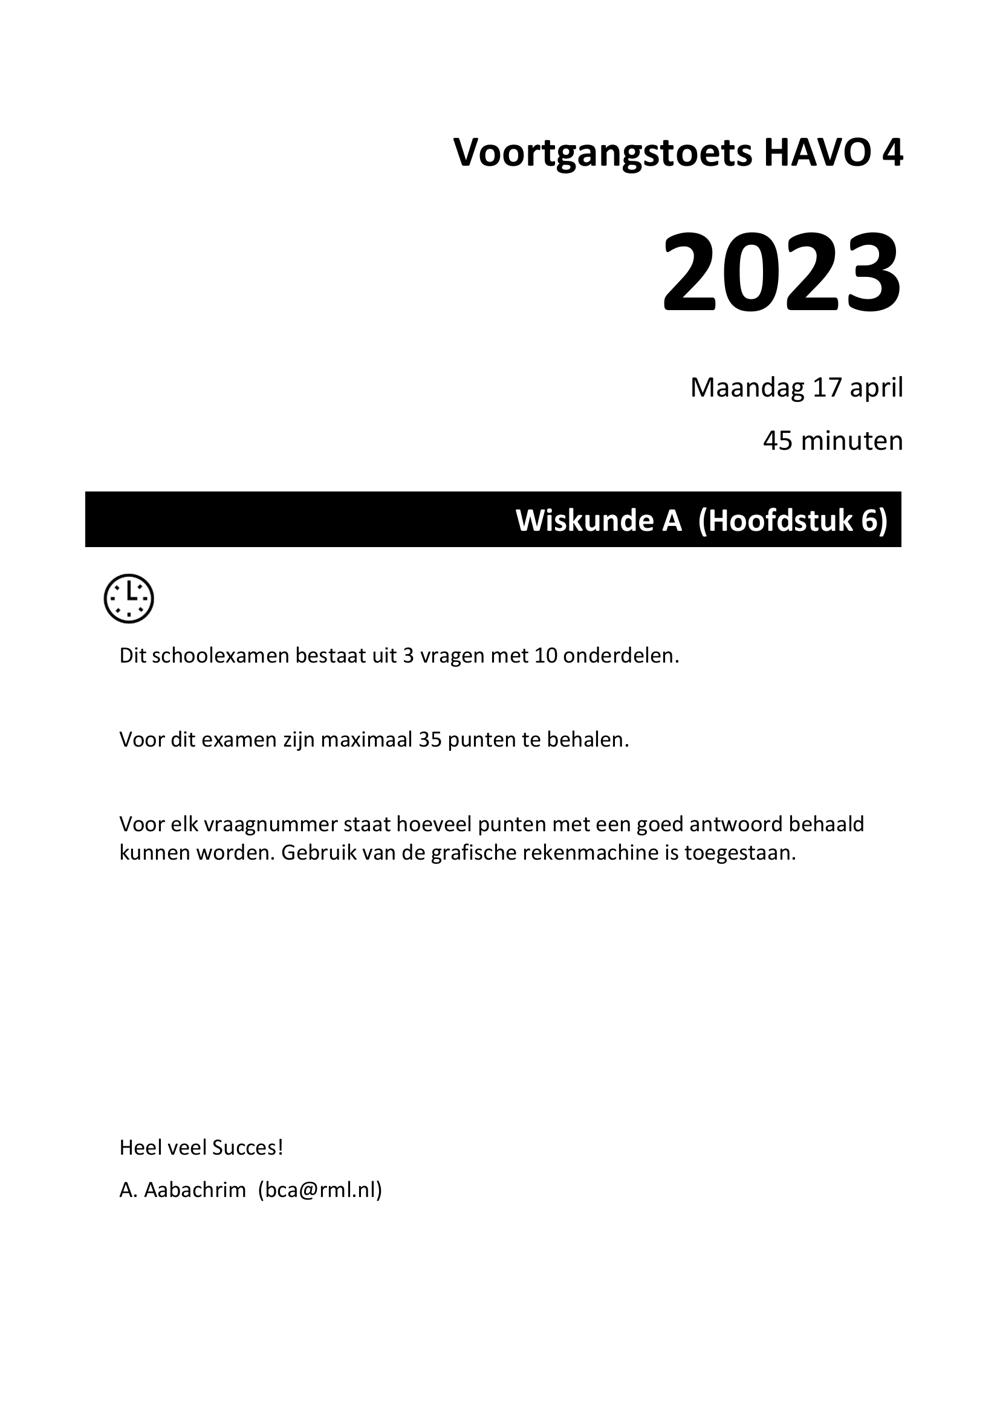 Voortgangstoets HAVO 4
2023
Maandag 17 april
45 minuten
Wiskunde A  (Hoofdstuk 6)
Dit schoolexamen bestaat uit 3 vragen met 10 onderdelen.
Voor dit examen zijn maximaal 35 punten te behalen.
Voor elk vraagnummer staat hoeveel punten met een goed antwoord behaald
kunnen worden. Gebruik van de grafische rekenmachine is toegestaan.
Heel veel Succes!
A. Aabachrim  (bca@rml.nl)